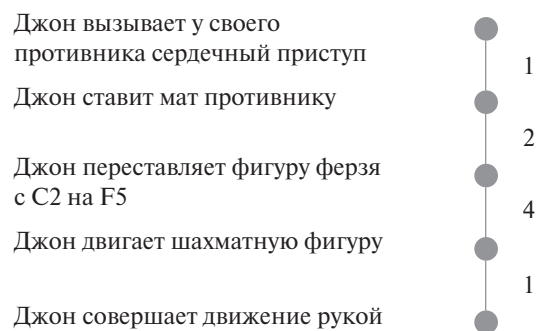 Джон вызывает у своего
противника сердечный приступ
1
Джон ставит мат противнику
2
Джон переставляет фигуру ферзя
с С2 на F5
4
Джон двигает шахматную фигуру
1
Джон совершает движение рукой